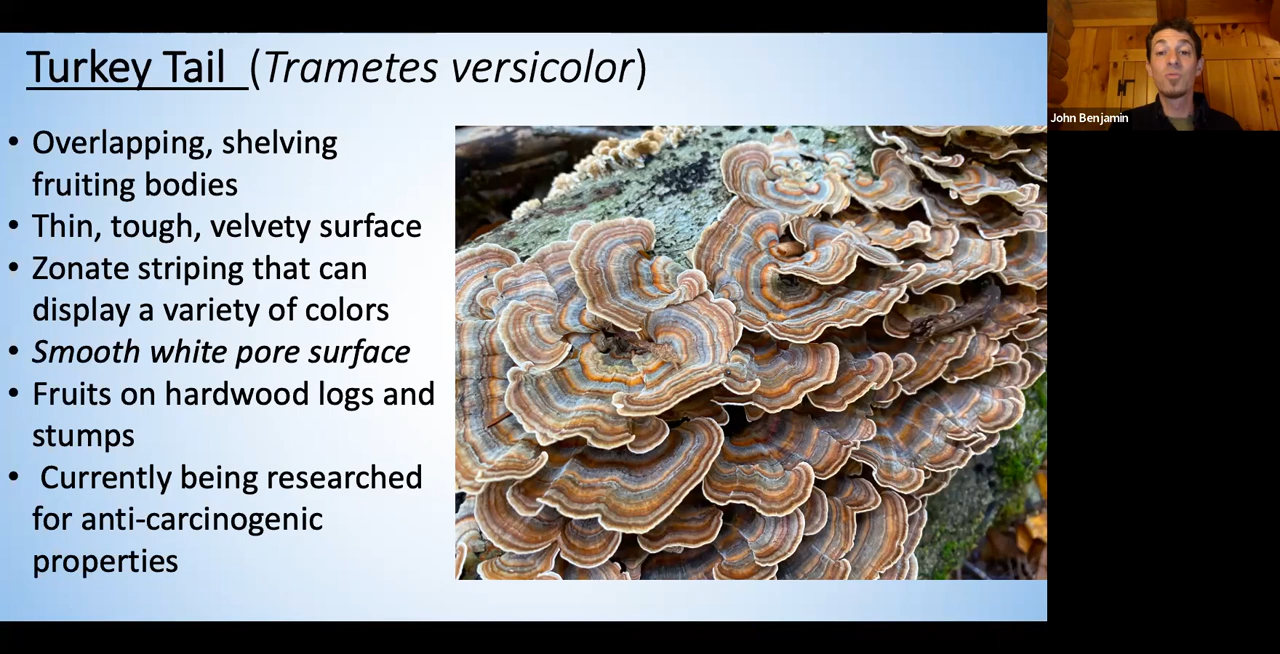 Turkey Tail (Trametes versicolor)
• Overlapping, shelving
fruiting bodies
• Thin, tough, velvety surface
• Zonate striping that can
display a variety of colors
• Smooth white pore surface
• Fruits on hardwood logs and
stumps
• Currently being researched
for anti-carcinogenic
properties
John Benjamin